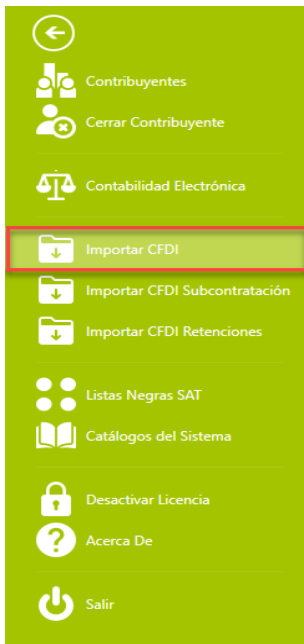 Contribuyentes
Cerrar Contribuyente
Contabilidad Electrónica
Importar CFDI
Importar CFDI Subcontratación
Importar CFDI Retenciones
Listas Negras SAT
Catálogos del Sistema
Desactivar Licencia
Acerca De
Salir